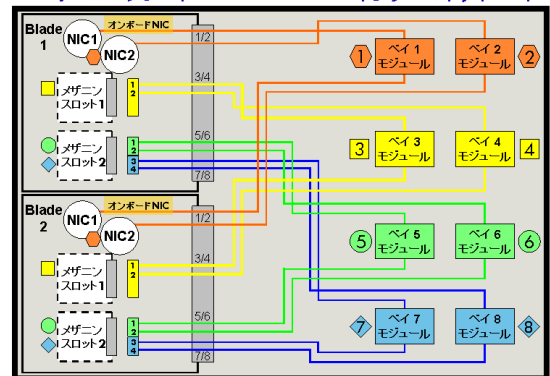 Blade
1
オンボードNIC
NIC1
NIC2
メザニン
スロット1
1
2
メザニン
スロット2
1
2
3
4
1/2
3/4
5/6
7/8
1
ベイ 1
モジュール
ベイ 2
モジュール
2
3
ベイ 3
モジュール
ベイ 4
モジュール
4
Blade
2
オンボードNIC
NIC1
NIC2
メザニン
スロット1
1
2
メザニン
スロット2
1
2
3
4
1/2
3/4
5/6
7/8
5
ベイ 5
モジュール
ベイ 6
モジュール
6
7
ベイ 7
モジュール
ベイ 8
モジュール
8